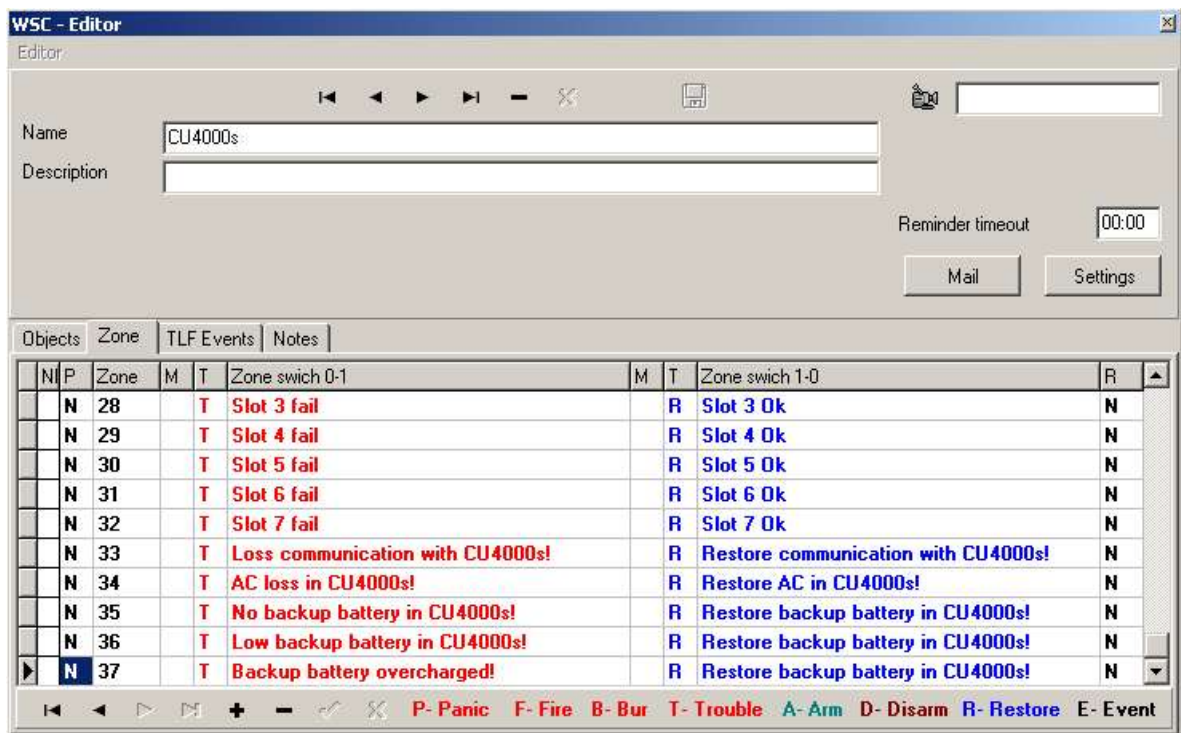 WSC - Editor
Editor
Name CU4000s
Description
Reminder timeout 00:00
Mail Settings
Objects Zone TLF Events Notes
P Zone M T Zone swich 0-1 M T Zone swich 1-0 R
N 28 T Slot 3 fail R Slot 3 Ok N
N 29 T Slot 4 fail R Slot 4 Ok N
N 30 T Slot 5 fail R Slot 5 Ok N
N 31 T Slot 6 fail R Slot 6 Ok N
N 32 T Slot 7 fail R Slot 7 Ok N
N 33 T Loss communication with CU4000s! R Restore communication with CU4000s! N
N 34 T AC loss in CU4000s! R Restore AC in CU4000s! N
N 35 T No backup battery in CU4000s! R Restore backup battery in CU4000s! N
N 36 T Low backup battery in CU4000s! R Restore backup battery in CU4000s! N
N 37 T Backup battery overcharged! R Restore backup battery in CU4000s! N
P- Panic F- Fire B- Bur T- Trouble A- Arm D- Disarm R- Restore E- Event